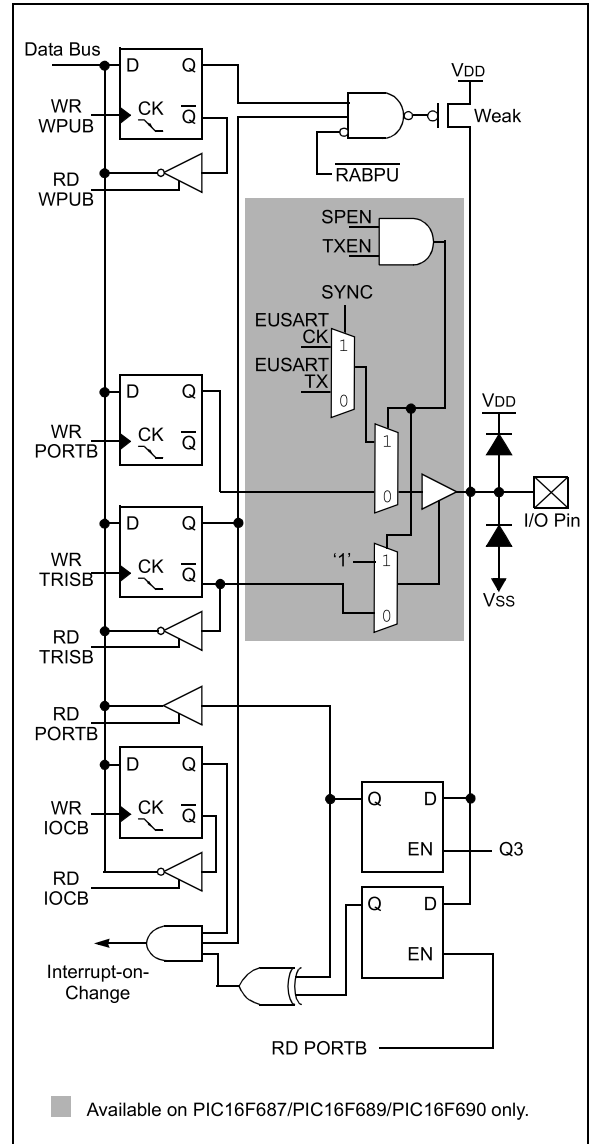 Data Bus
D Q
WR
WPUB
CK
Q
RD
WPUB
VDD
Weak
RABPU
SPEN
TXEN
SYNC
EUSART
CK
EUSART
TX
1
0
D Q
WR
PORTB
CK
Q
1
0
VDD
I/O Pin
VSS
D Q
WR
TRISB
CK
Q
'1'
1
0
RD
TRISB
RD
PORTB
D Q
WR
IOCB
CK
Q
Q D
EN
Q3
RD
IOCB
Q D
EN
Interrupt-on-
Change
RD PORTB
Available on PIC16F687/PIC16F689/PIC16F690 only.